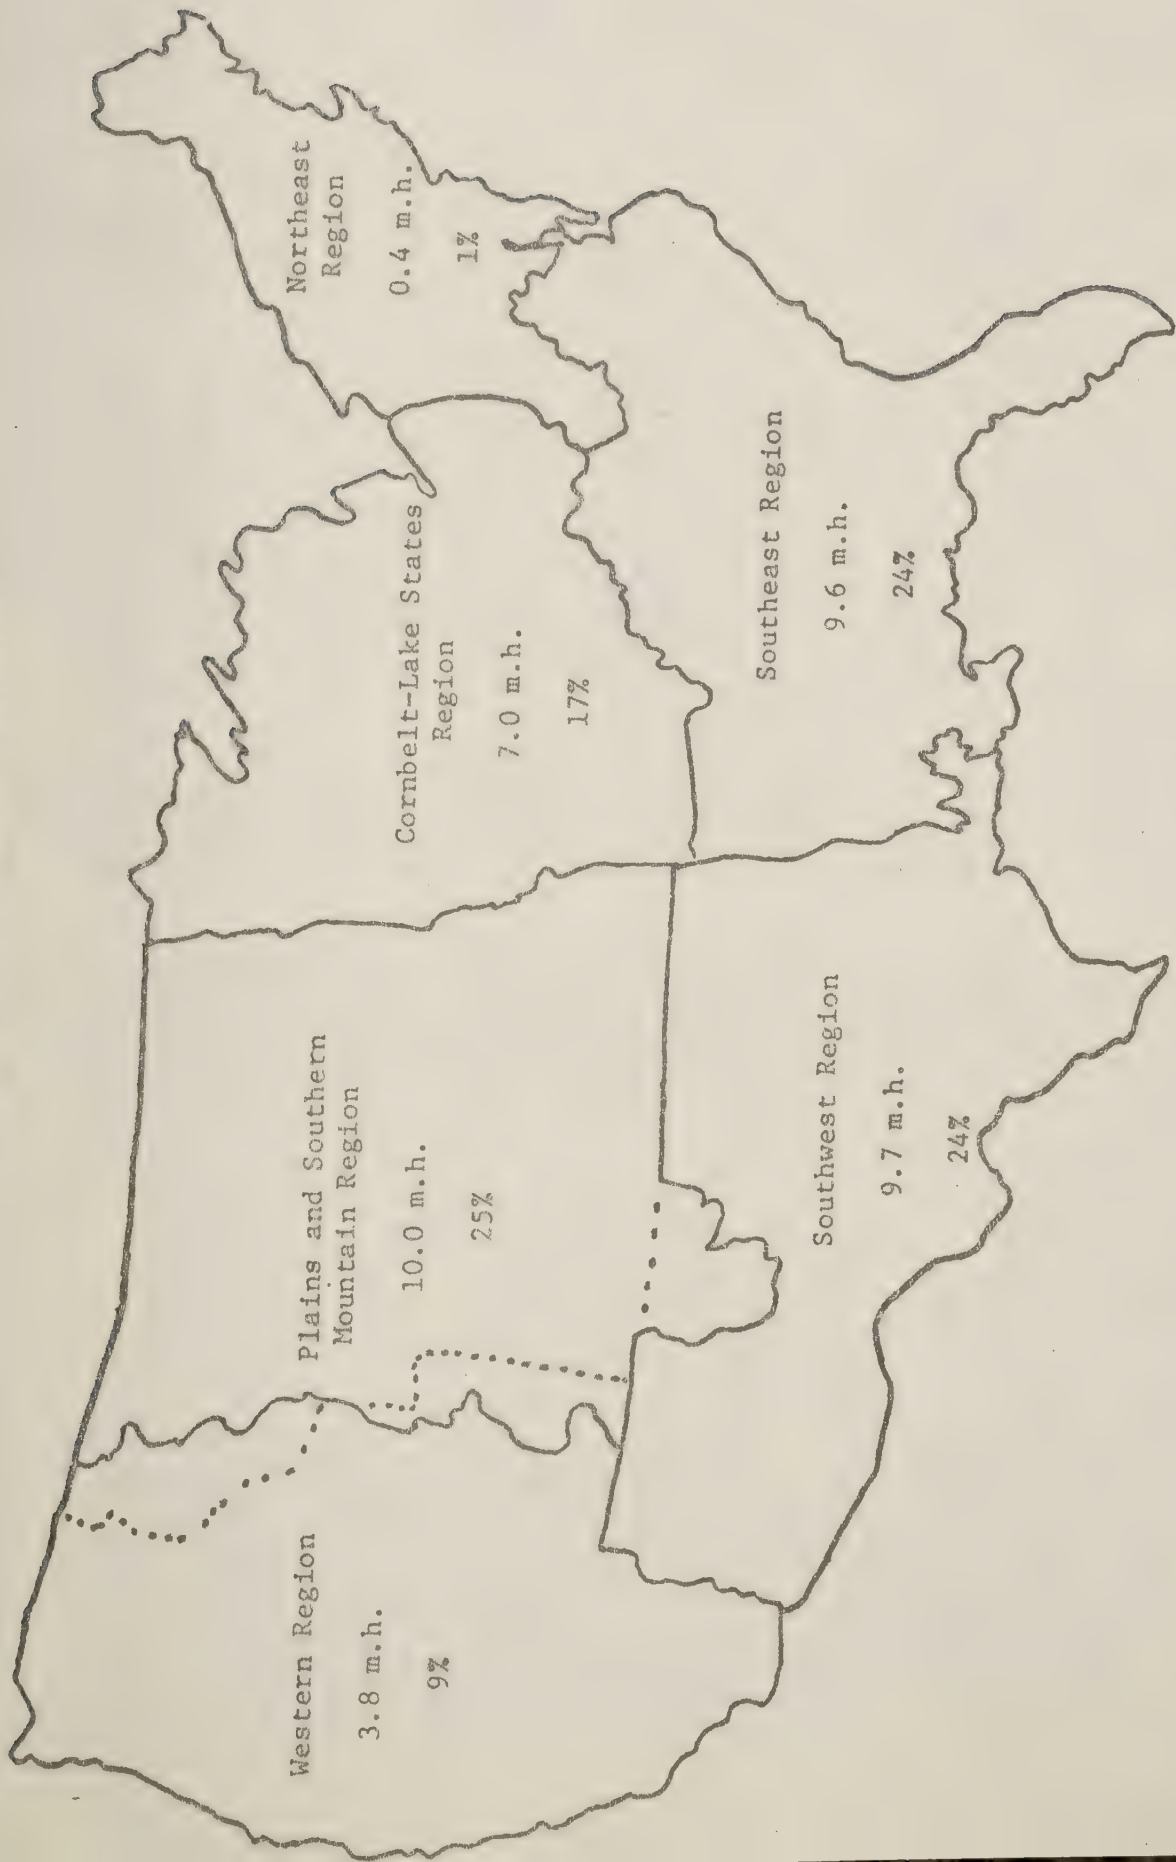 Western Region
3.8 m.h.
9%
Plains and Southern
Mountain Region
10.0 m.h.
25%
Cornbelt-Lake States
Region
7.0 m.h.
17%
Northeast
Region
0.4 m.h.
1%
Southwest Region
9.7 m.h.
24%
Southeast Region
9.6 m.h.
24%